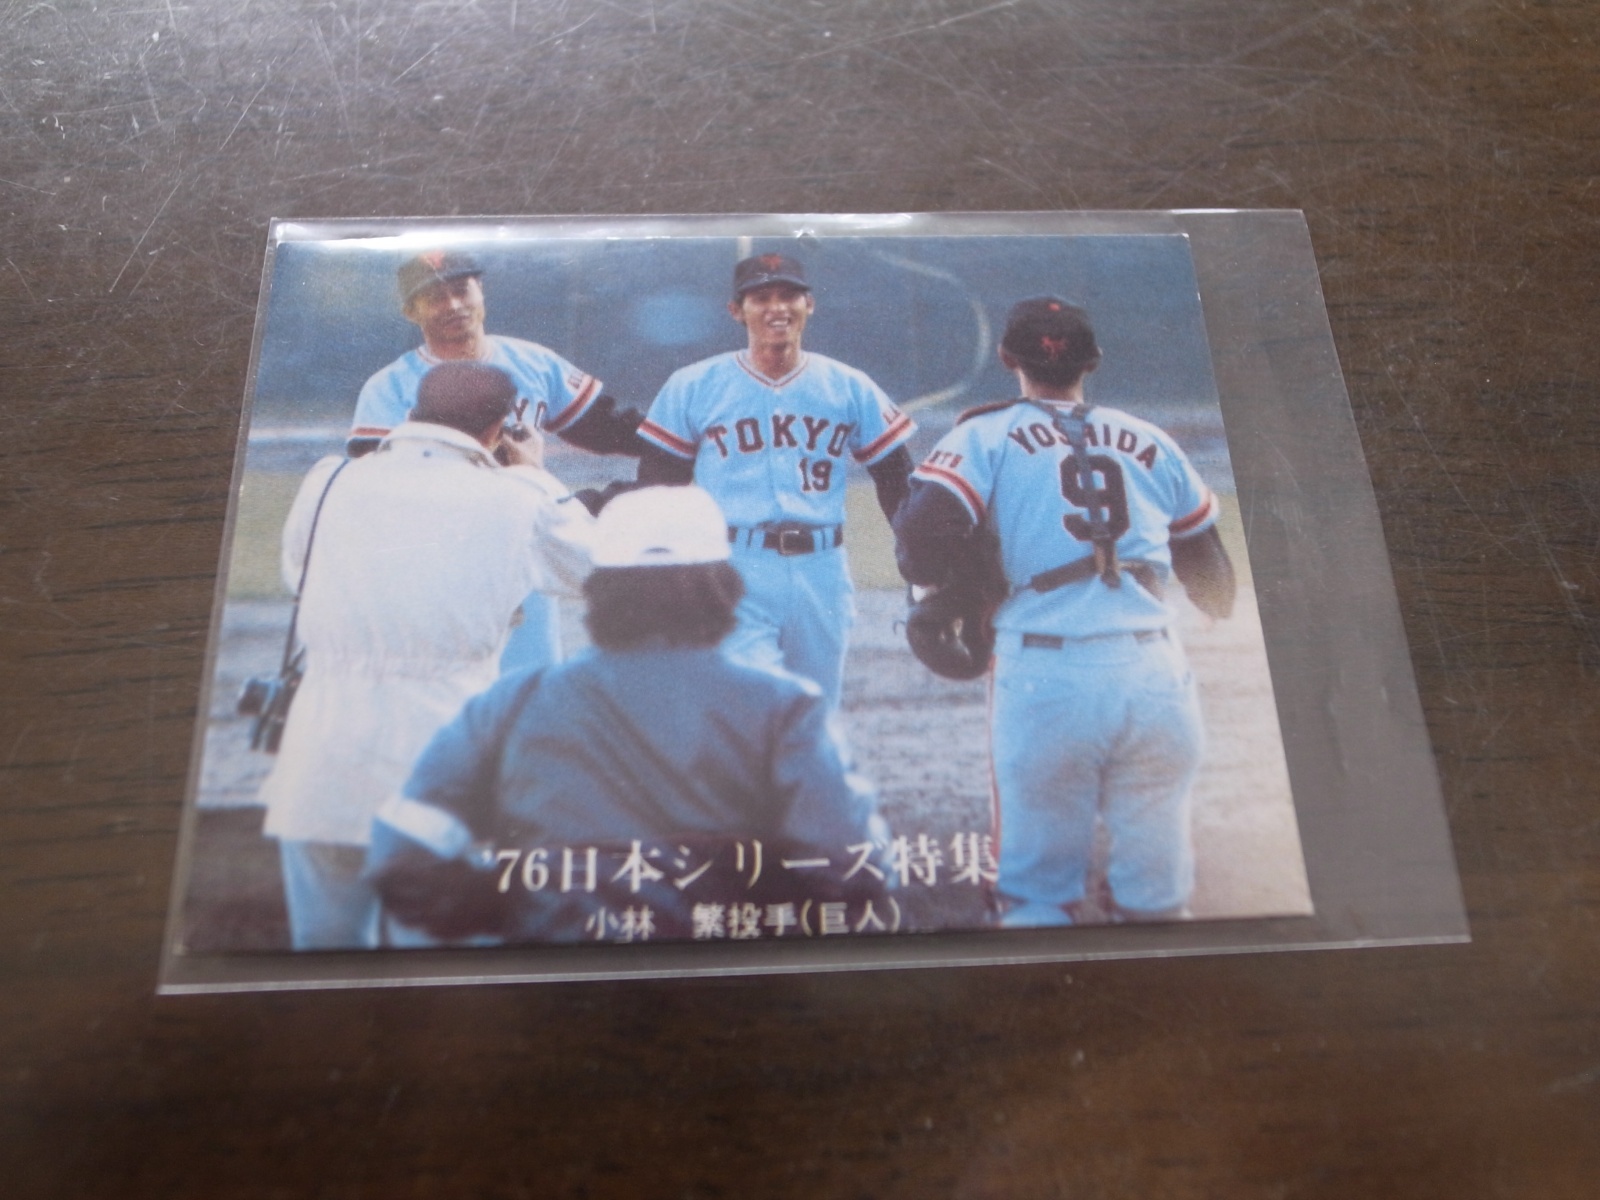 TOKYO
19
YOSHIDA
9
'76日本シリーズ特集
小林 繁投手(巨人)